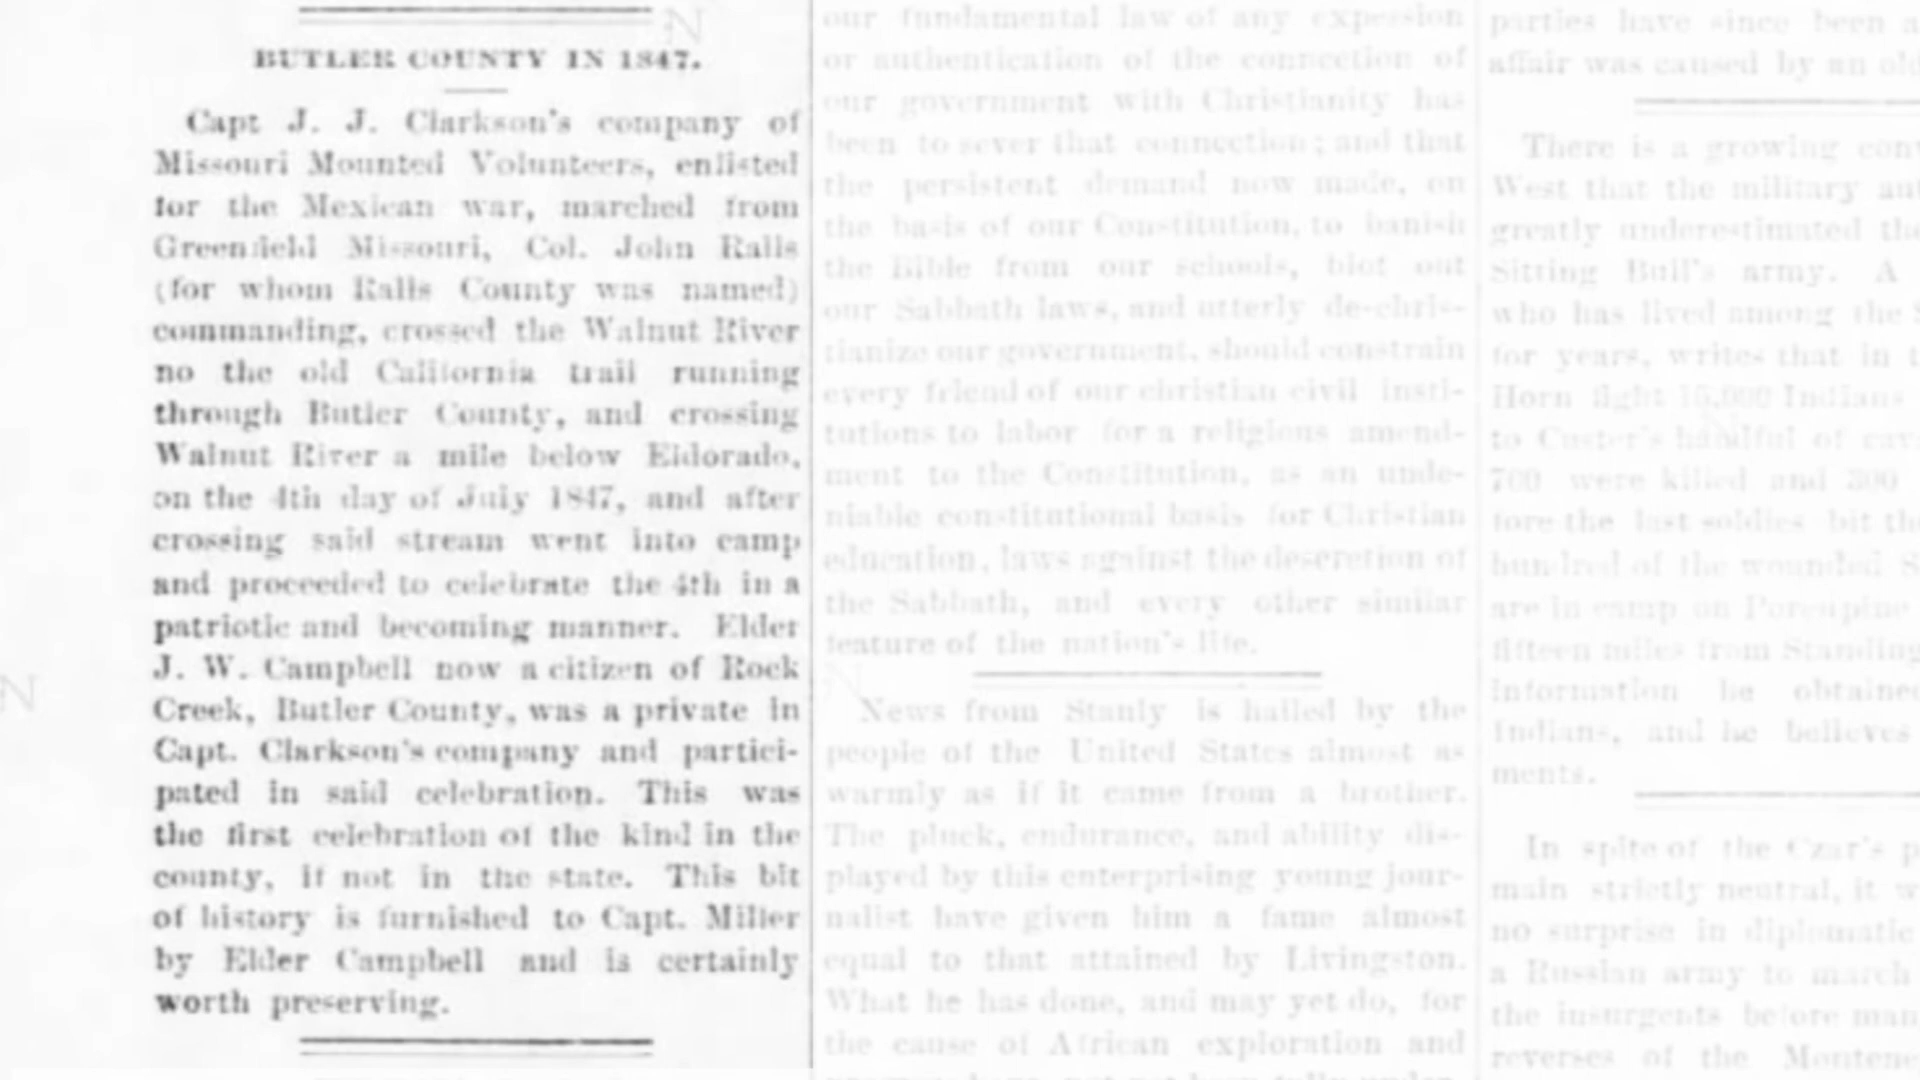 BUTLER COUNTY IN 1847.
Capt J. J. Clarkson's company of
Missouri Mounted Volunteers, enlisted
for the Mexican war, marched from
Greenfield Missouri, Col. John Ralls
(for whom Ralls County was named)
commanding, crossed the Walnut River
no the old California trail running
through Butler County, and crossing
Walnut River a mile below Eldorado,
on the 4th day of July 1847, and after
crossing said stream went into camp
and proceeded to celebrate the 4th in a
patriotic and becoming manner. Elder
J. W. Campbell now a citizen of Rock
Creek, Butler County, was a private in
Capt. Clarkson's company and partici-
pated in said celebration. This was
the first celebration of the kind in the
county, if not in the state. This bit
of history is furnished to Capt. Miller
by Elder Campbell and is certainly
worth preserving.
our fundamental law of any expession
or authentication of the connection of
our government with Christianity has
been to sever that connection; and that
the persistent demand now made, on
the basis of our Constitution, to banish
the Bible from our schools, blot out
our Sabbath laws, and utterly de-chris-
tianize our government, should constrain
every friend of our christian civil insti-
tutions to labor for a religious amend-
ment to the Constitution, as an unde-
niable constitutional basis for Christian
education, laws against the desecretion of
the Sabbath, and every other similar
feature of the nation's life.
News from Stanly is hailed by the
people of the United States almost as
warmly as if it came from a brother.
The pluck, endurance, and ability dis-
played by this enterprising young jour-
nalist have given him a fame almost
equal to that attained by Livingston.
What he has done, and may yet do, for
the cause of African exploration and
parties have since been
affair was caused by an old
There is a growing
West that the military
greatly underestimated
Sitting Bull's army. A
who has lived among the
for years, writes that in
Horn fight 15,000 Indians
to Custer's handful of
700 were killed and 300
fore the last soldies bit
hundred of the wounded
are in camp on Porcupine
fifteen miles from Standing
information he obtained
Indians, and he believes
ments.
In spite of the Czar's
main strictly neutral, it
no surprise in diplomatic
a Russian army to march
the insurgents before
reverses of the